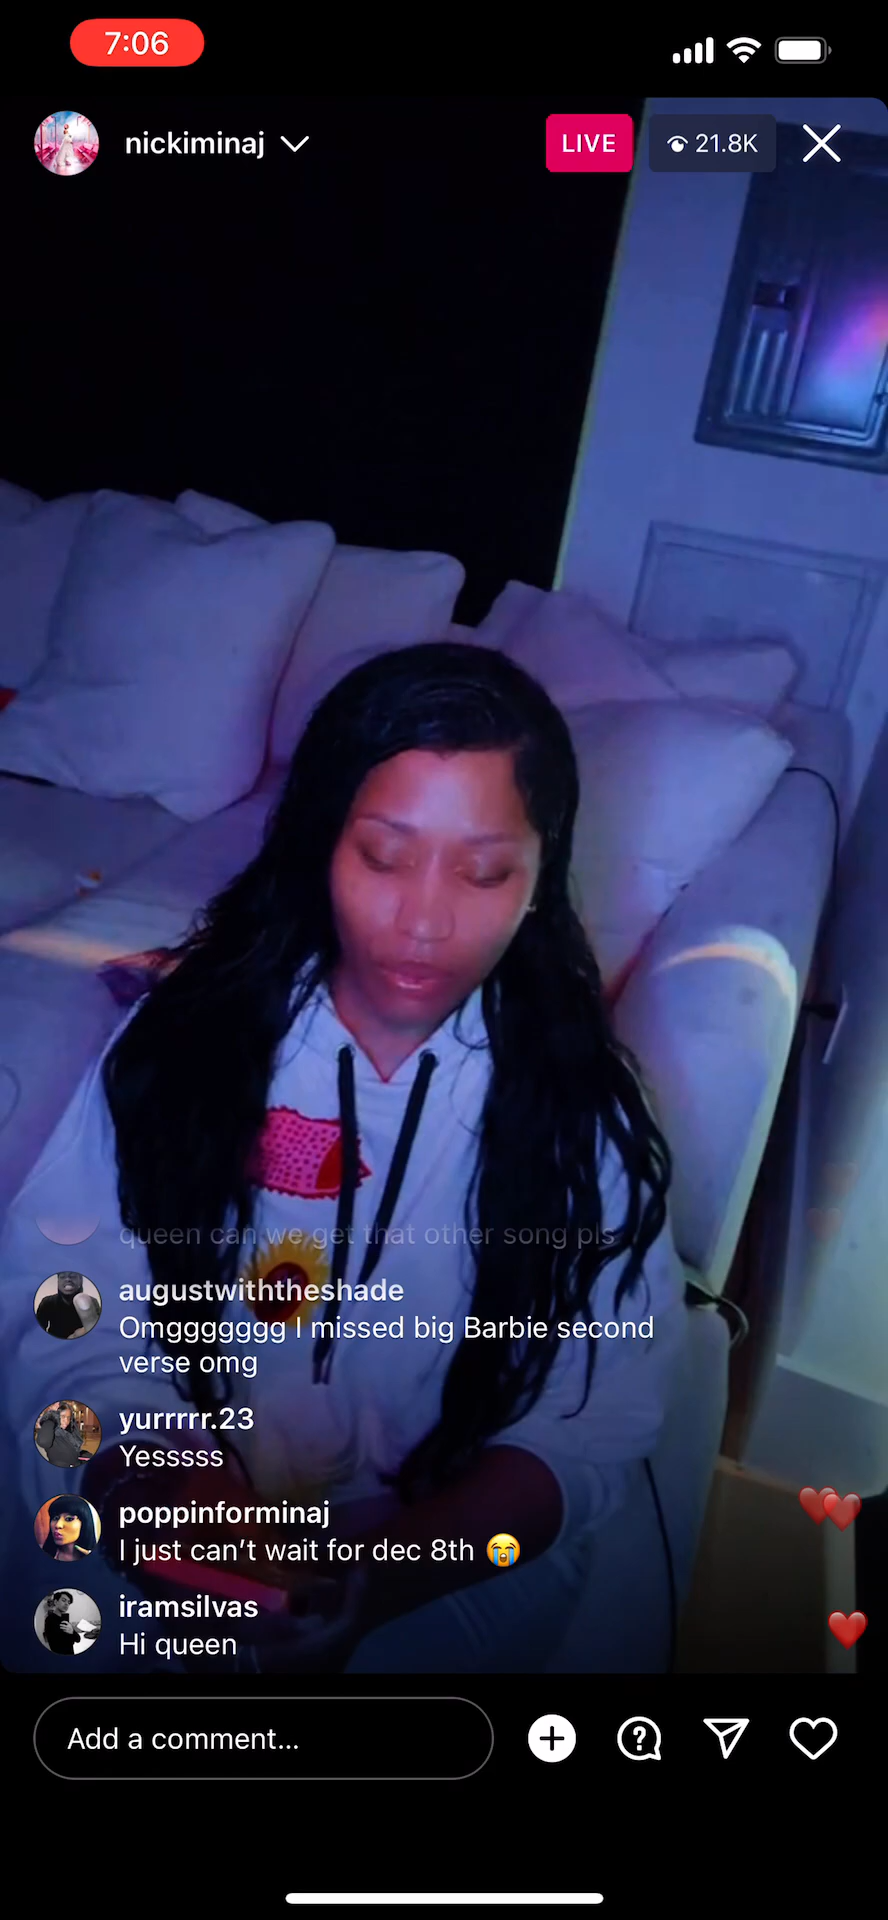 7:06
nickiminaj
LIVE
21.8K
queen can we get that other song pls
augustwiththeshade
Omggggggg I missed big Barbie second
verse omg
yurrrrr.23
Yesssss
poppinforminaj
I just can’t wait for dec 8th 😭
iramsilvas
Hi queen
Add a comment...